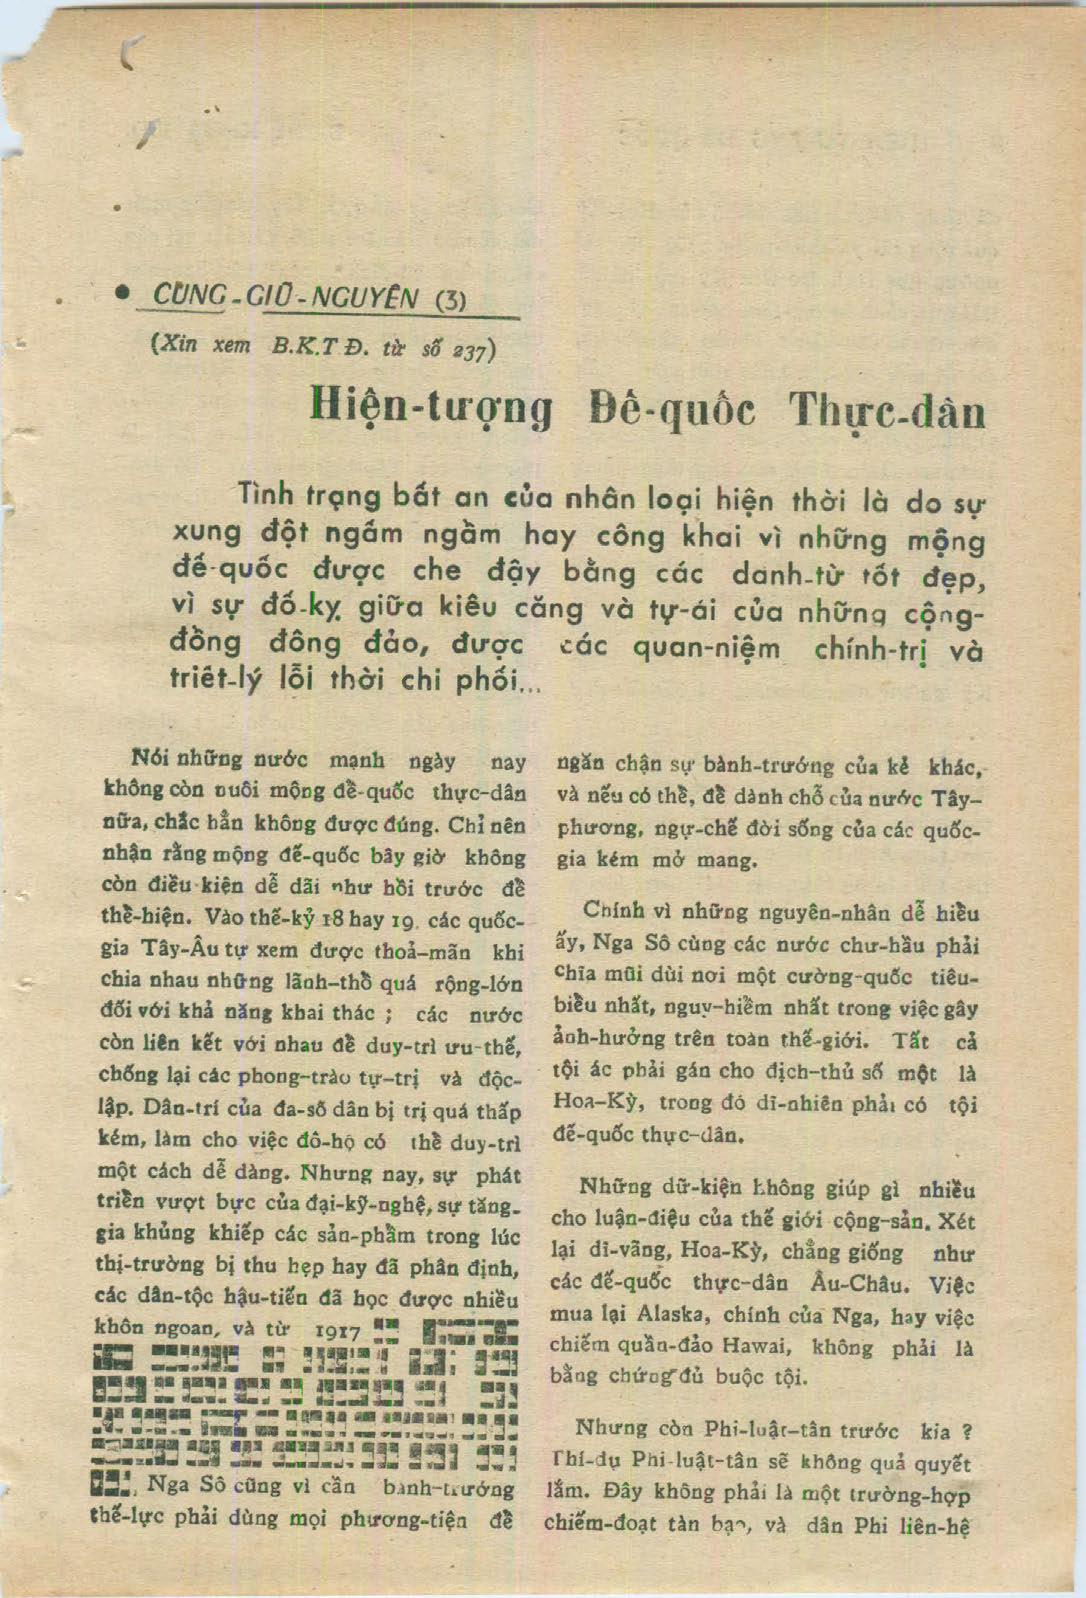 • CUNG-GIŨ-NGUYÊN (3)
(Xin xem B.K.T.Đ. từ số 237)
Hiện-tượng Đế-quốc Thực-dân
Tình trạng bất an của nhân loại hiện thời là do sự
xung đột ngấm ngầm hay công khai vì những mộng
đế-quốc được che đậy bằng các danh-từ tốt đẹp,
vì sự đố-kỵ giữa kiêu căng và tự-ái của những cộng-
đồng đông đảo, được các quan-niệm chính-trị và
triết-lý lỗi thời chi phối...
Nói những nước mạnh ngày nay
không còn nuôi mộng đế-quốc thực-dân
nữa, chắc hẳn không được đúng. Chỉ nên
nhận rằng mộng đế-quốc bây giờ không
còn điều-kiện dễ dãi như hồi trước để
thể-hiện. Vào thế-kỷ 18 hay 19, các quốc-
gia Tây-Âu tự xem được thoả-mãn khi
chia nhau những lãnh-thổ quá rộng-lớn
đối với khả năng khai thác ; các nước
còn liên kết với nhau để duy-trì ưu-thế,
chống lại các phong-trào tự-trị và độc-
lập. Dân-trí của đa-số dân bị trị quá thấp
kém, làm cho việc đô-hộ có thể duy-trì
một cách dễ dàng. Nhưng nay, sự phát
triển vượt bực của đại-kỹ-nghệ, sự tăng-
gia khủng khiếp các sản-phẩm trong lúc
thị-trường bị thu hẹp hay đã phân định,
các dân-tộc hậu-tiến đã học được nhiều
khôn ngoan, và từ 1917
, Nga Sô cũng vì cần bành-trướng
thế-lực phải dùng mọi phương-tiện để
ngăn chận sự bành-trướng của kẻ khác,
và nếu có thể, để dành chỗ của nước Tây-
phương, ngự-chế đời sống của các quốc-
gia kém mở mang.
Chính vì những nguyên-nhân dễ hiểu
ấy, Nga Sô cùng các nước chư-hầu phải
chĩa mũi dùi nơi một cường-quốc tiêu-
biểu nhất, nguy-hiểm nhất trong việc gây
ảnh-hưởng trên toàn thế-giới. Tất cả
tội ác phải gán cho địch-thủ số một là
Hoa-Kỳ, trong đó dĩ-nhiên phải có tội
đế-quốc thực-dân.
Những dữ-kiện không giúp gì nhiều
cho luận-điệu của thế giới cộng-sản. Xét
lại dĩ-vãng, Hoa-Kỳ, chẳng giống như
các đế-quốc thực-dân Âu-Châu. Việc
mua lại Alaska, chính của Nga, hay việc
chiếm quần-đảo Hawai, không phải là
bằng chứng đủ buộc tội.
Nhưng còn Phi-luật-tân trước kia ?
Thí-dụ Phi-luật-tân sẽ không quả quyết
lắm. Đây không phải là một trường-hợp
chiếm-đoạt tàn bạo, và dân Phi liên-hệ